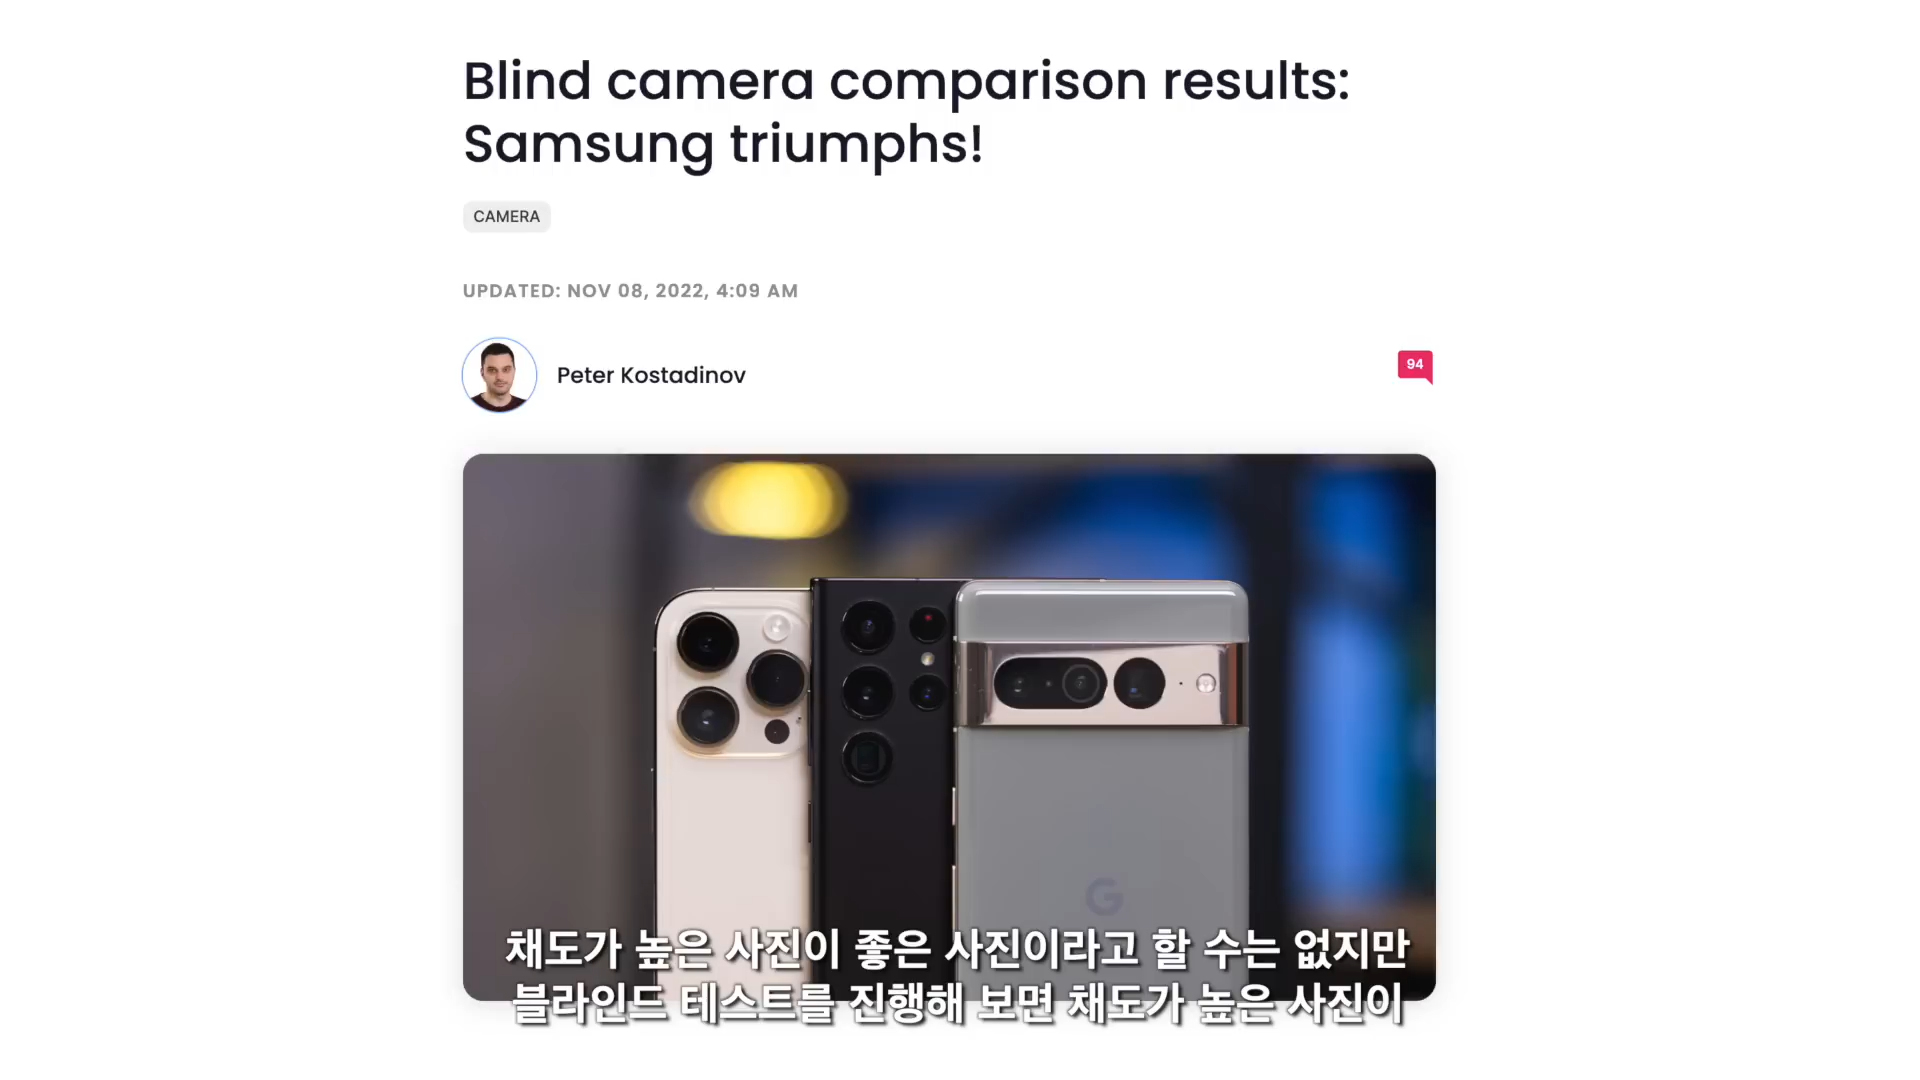 Blind camera comparison results:
Samsung triumphs!
CAMERA
UPDATED: NOV 08, 2022, 4:09 AM
Peter Kostadinov
94
G
채도가 높은 사진이 좋은 사진이라고 할 수는 없지만
블라인드 테스트를 진행해 보면 채도가 높은 사진이